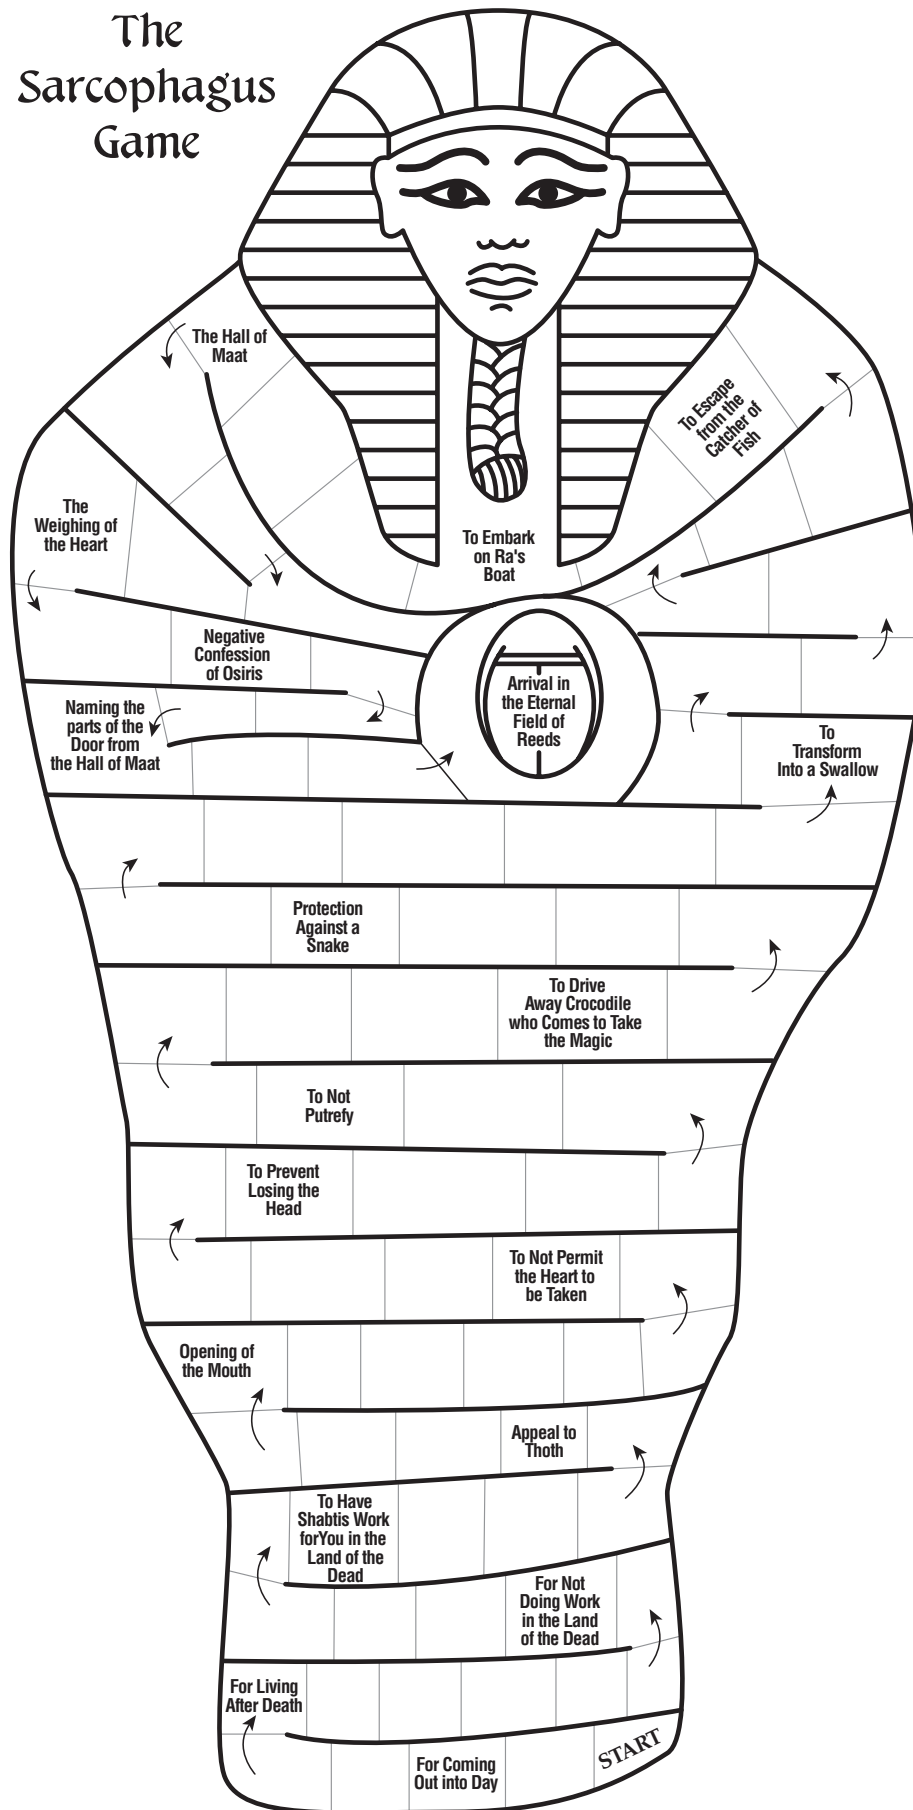 The
Sarcophagus
Game
The Hall of
Maat
To Escape
from the
Catcher of
Fish
The
Weighing of
the Heart
To Embark
on Ra's
Boat
Negative
Confession
of Osiris
Arrival in
the Eternal
Field of
Reeds
Naming the
parts of the
Door from
the Hall of Maat
To
Transform
Into a Swallow
Protection
Against a
Snake
To Drive
Away Crocodile
who Comes to Take
the Magic
To Not
Putrefy
To Prevent
Losing the
Head
To Not Permit
the Heart to
be Taken
Opening of
the Mouth
Appeal to
Thoth
To Have
Shabtis Work
forYou in the
Land of the
Dead
For Not
Doing Work
in the Land
of the Dead
For Living
After Death
For Coming
Out into Day
START